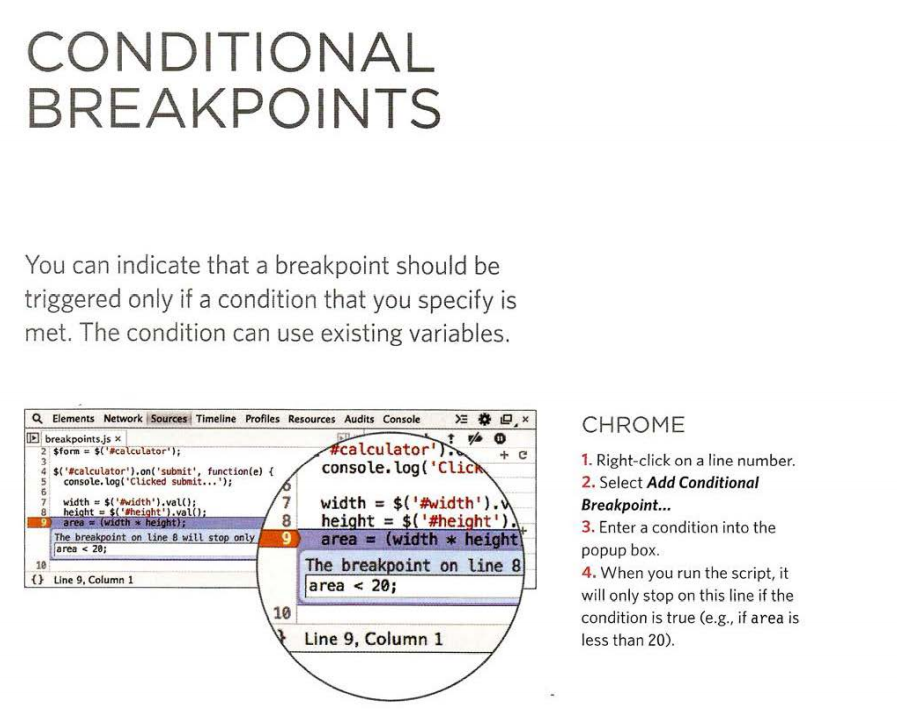 CONDITIONAL
BREAKPOINTS
You can indicate that a breakpoint should be
triggered only if a condition that you specify is
met. The condition can use existing variables.
Elements Network Sources Timeline Profiles Resources Audits Console
breakpoints.js ×
2 $form = $('#calculator');
3
4 $('#calculator').on('submit', function(e) {
5 console.log('Clicked submit...');
6
7 width = $('#width').val();
8 height = $('#height').val();
9 area = (width * height);
The breakpoint on line 8 will stop only
area < 20;
10
{} Line 9, Column 1
#calculator').
console.log('Click
6
7 width = $('#width').v
8 height = $('#height').
9 area = (width * height
The breakpoint on line 8
area < 20;
10
} Line 9, Column 1
CHROME
1. Right-click on a line number.
2. Select Add Conditional
Breakpoint...
3. Enter a condition into the
popup box.
4. When you run the script, it
will only stop on this line if the
condition is true (e.g., if area is
less than 20).